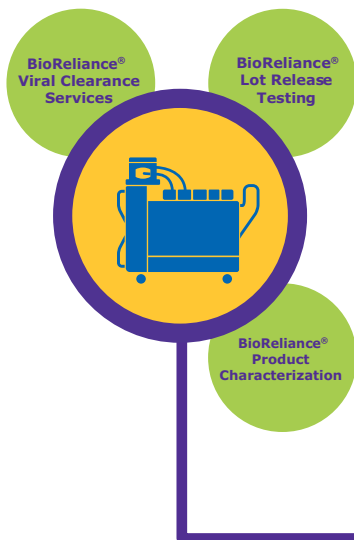 BioReliance®
Viral Clearance
Services
BioReliance®
Lot Release
Testing
BioReliance®
Product
Characterization